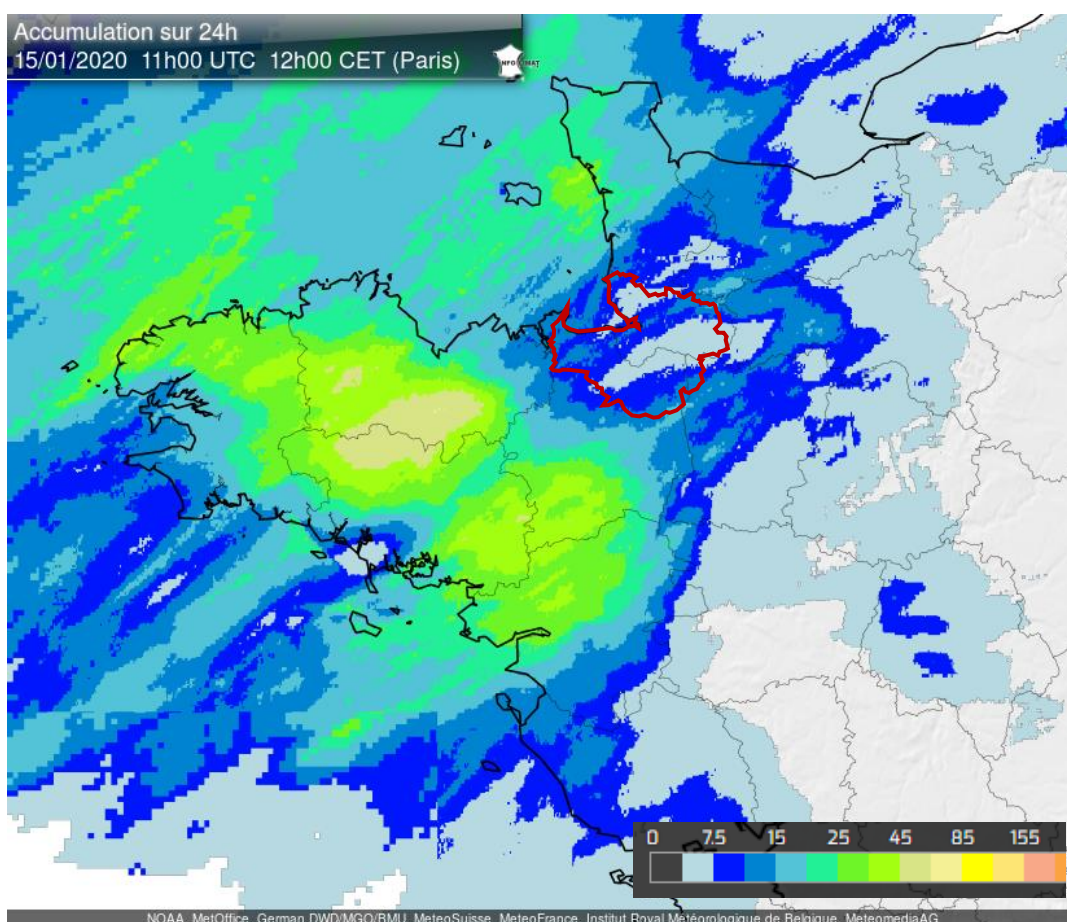 Accumulation sur 24h
15/01/2020 11h00 UTC 12h00 CET (Paris)
0 7.5 15 25 45 85 155
NOAA, MetOffice, German DWD/MGO/BMU, MeteoSuisse, MeteoFrance, Institut Royal Météorologique de Belgique, MeteomediaAG